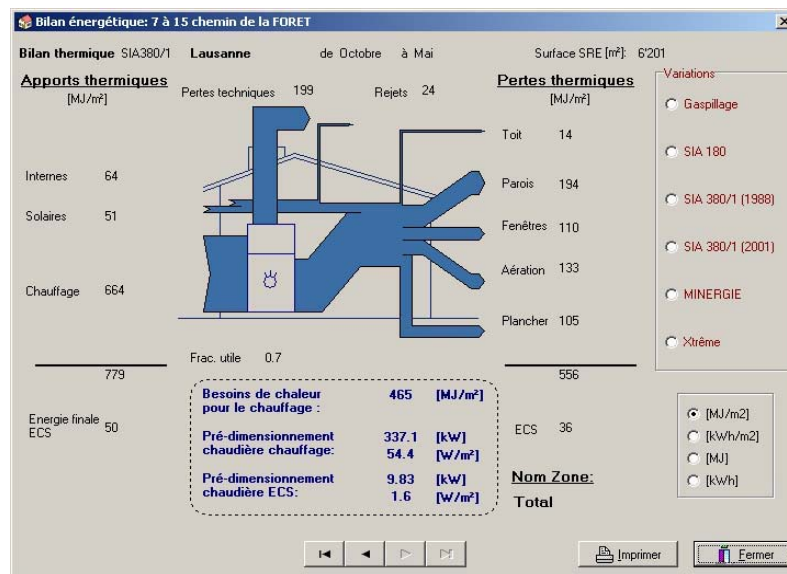 Bilan énergétique: 7 à 15 chemin de la FORET
Bilan thermique SIA380/1 Lausanne de Octobre à Mai Surface SRE [m²]: 6'201
Apports thermiques
[MJ/m²]
Internes 64
Solaires 51
Chauffage 664
779
Energie finale
ECS 50
Pertes techniques 199 Rejets 24
Frac. utile 0.7
Besoins de chaleur
pour le chauffage : 465 [MJ/m²]
Pré-dimensionnement 337.1 [kW]
chaudière chauffage: 54.4 [W/m²]
Pré-dimensionnement 9.83 [kW]
chaudière ECS: 1.6 [W/m²]
Pertes thermiques
[MJ/m²]
Toit 14
Parois 194
Fenêtres 110
Aération 133
Plancher 105
556
ECS 36
Nom Zone:
Total
Variations
Gaspillage
SIA 180
SIA 380/1 (1988)
SIA 380/1 (2001)
MINERGIE
Xtrême
[MJ/m2]
[kWh/m2]
[MJ]
[kWh]
Imprimer
Fermer